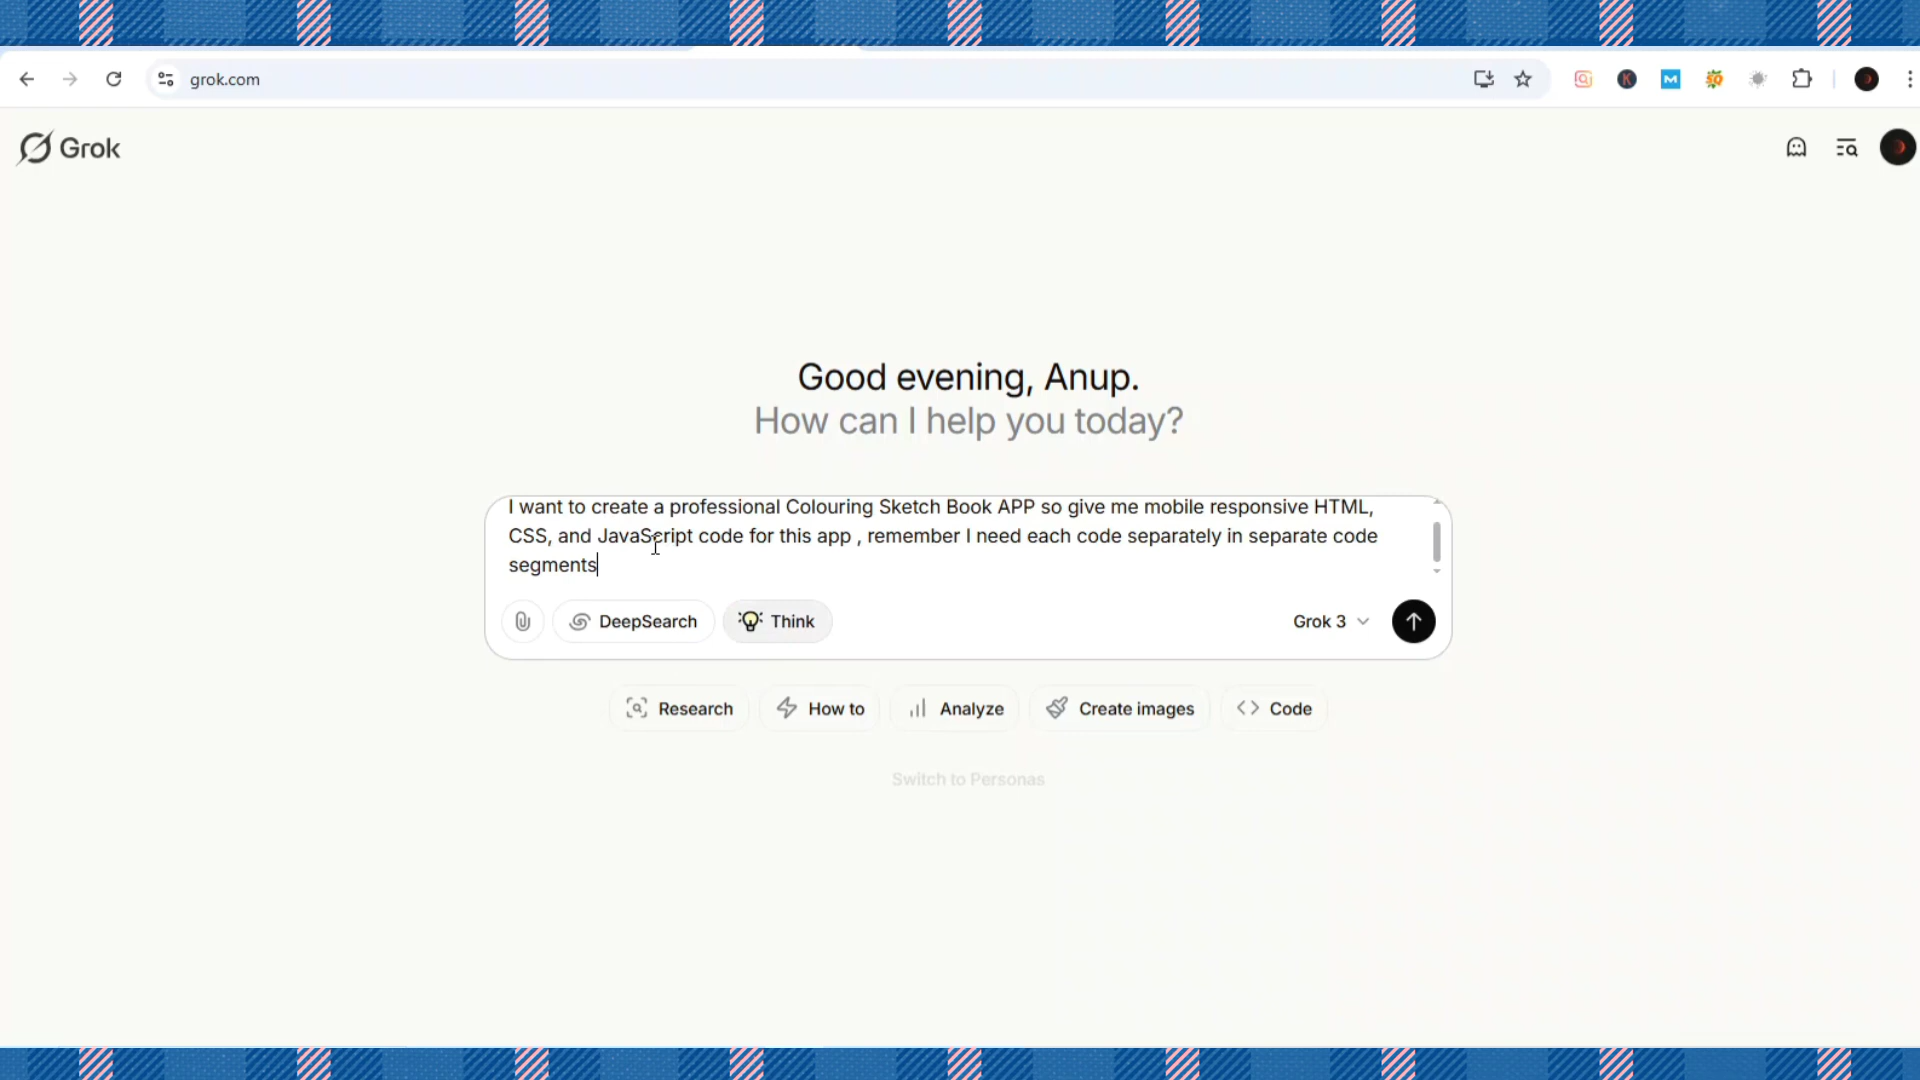 grok.com
Grok
Good evening, Anup.
How can I help you today?
I want to create a professional Colouring Sketch Book APP so give me mobile responsive HTML,
CSS, and JavaScript code for this app , remember I need each code separately in separate code
segments
DeepSearch
Think
Grok 3
Research
How to
Analyze
Create images
Code
Switch to Personas